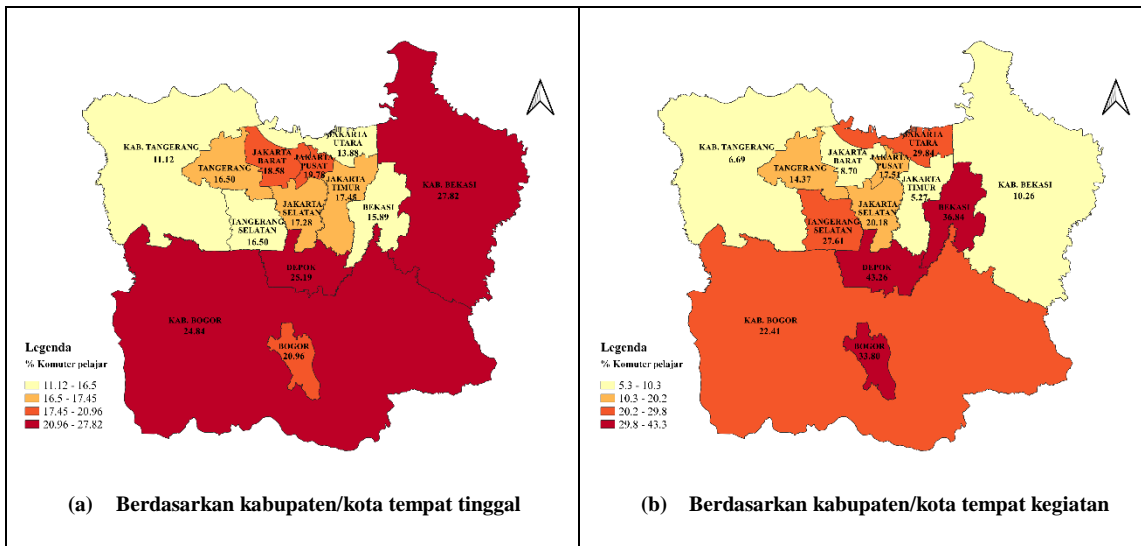 KAB. TANGERANG
11.12
TANGERANG
16.50
JAKARTA
BARAT
18.58
JAKARTA
PUSAT
19.78
JAKARTA
UTARA
13.88
JAKARTA
TIMUR
17.45
JAKARTA
SELATAN
17.28
TANGERANG
SELATAN
16.50
BEKASI
15.89
KAB. BEKASI
27.82
DEPOK
25.19
KAB. BOGOR
24.84
BOGOR
20.96
Legenda
% Komuter pelajar
11.12 - 16.5
16.5 - 17.45
17.45 - 20.96
20.96 - 27.82
(a) Berdasarkan kabupaten/kota tempat tinggal
KAB. TANGERANG
6.69
TANGERANG
14.37
JAKARTA
BARAT
8.70
JAKARTA
PUSAT
17.51
JAKARTA
UTARA
29.84
JAKARTA
TIMUR
5.27
JAKARTA
SELATAN
20.18
TANGERANG
SELATAN
27.61
BEKASI
36.84
KAB. BEKASI
10.26
DEPOK
43.26
KAB. BOGOR
22.41
BOGOR
33.80
Legenda
% Komuter pelajar
5.3 - 10.3
10.3 - 20.2
20.2 - 29.8
29.8 - 43.3
(b) Berdasarkan kabupaten/kota tempat kegiatan